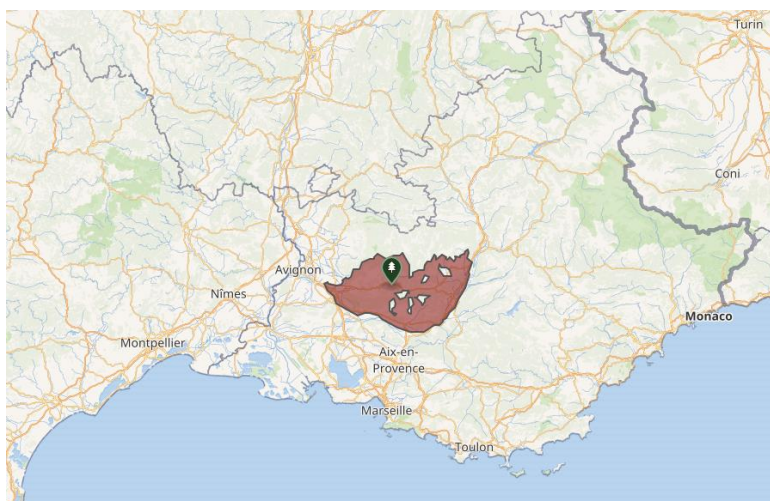 Turin
Coni
Avignon
Nîmes
Monaco
Montpellier
Aix-en-
Provence
Marseille
Toulon